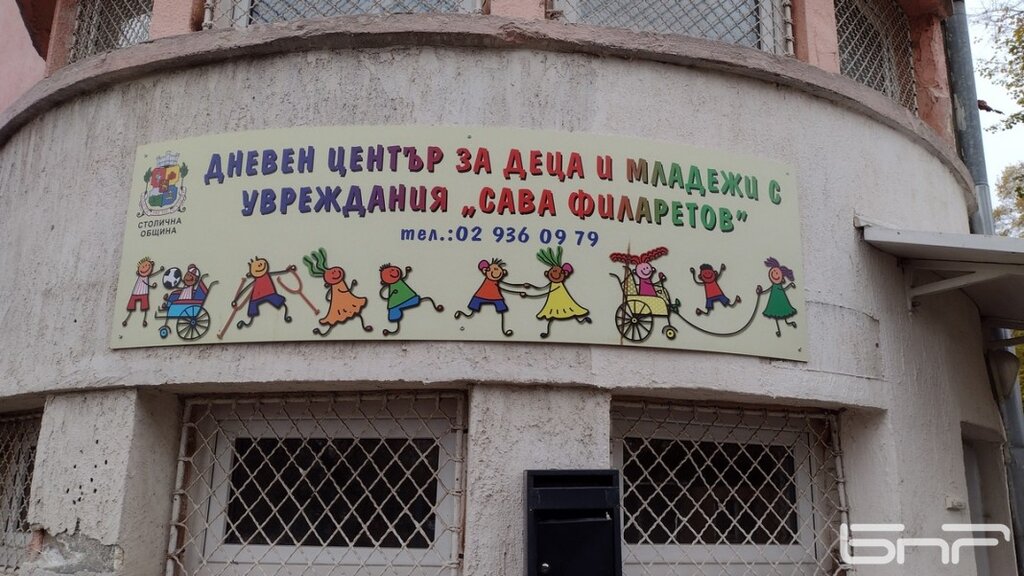 ДНЕВЕН ЦЕНТЪР ЗА ДЕЦА И МЛАДЕЖИ С
УВРЕЖДАНИЯ „САВА ФИЛАРЕТОВ”
тел.:02 936 09 79
СТОЛИЧНА
ОБЩИНА
БНР